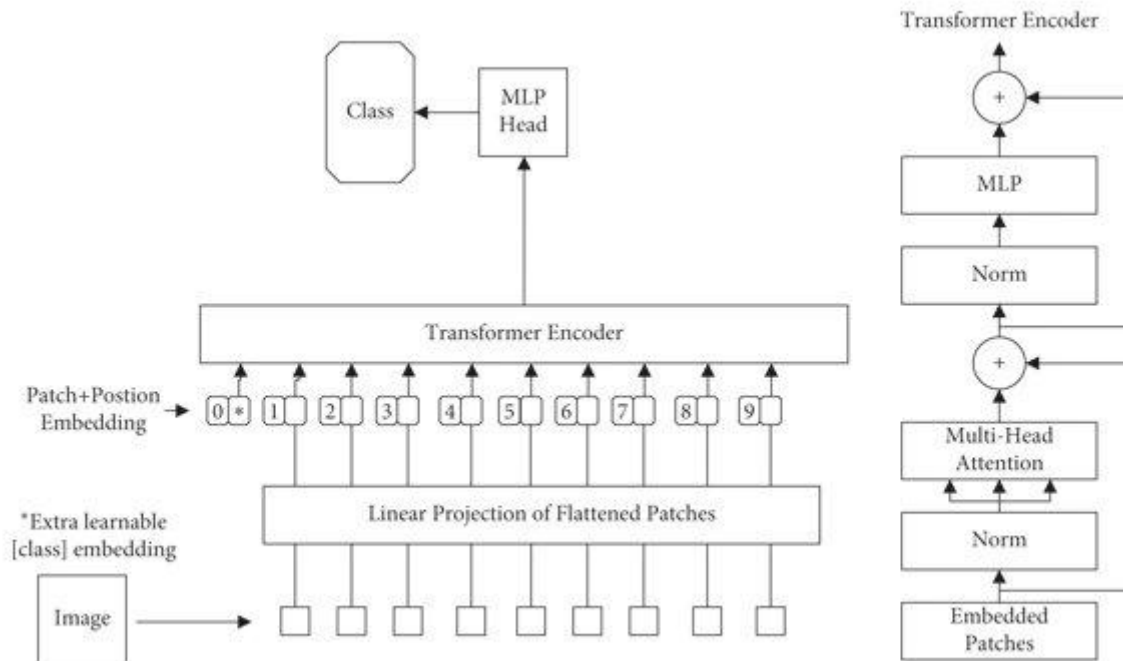 Transformer Encoder
+
MLP
Norm
+
Multi-Head
Attention
Norm
Embedded
Patches
Class
MLP
Head
Transformer Encoder
Patch+Postion
Embedding
0 * 1 2 3 4 5 6 7 8 9
Linear Projection of Flattened Patches
*Extra learnable
[class] embedding
Image